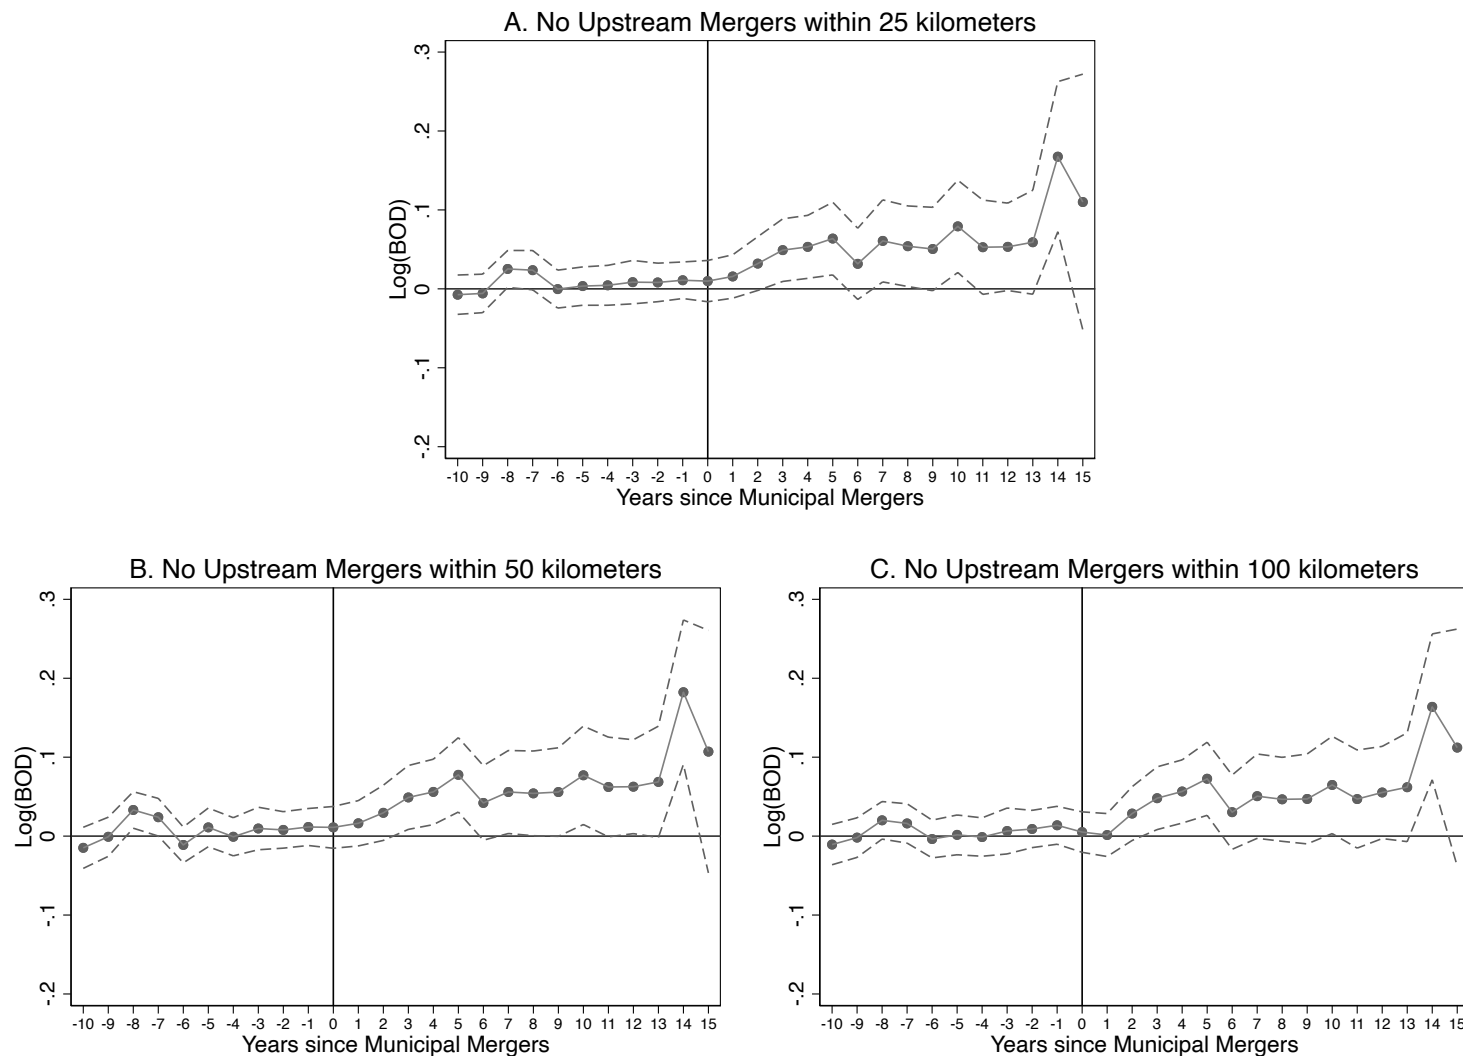 A. No Upstream Mergers within 25 kilometers
.3
.2
.1
0
-.1
-.2
Log(BOD)
-10 -9 -8 -7 -6 -5 -4 -3 -2 -1 0 1 2 3 4 5 6 7 8 9 10 11 12 13 14 15
Years since Municipal Mergers
B. No Upstream Mergers within 50 kilometers
.3
.2
.1
0
-.1
-.2
Log(BOD)
-10 -9 -8 -7 -6 -5 -4 -3 -2 -1 0 1 2 3 4 5 6 7 8 9 10 11 12 13 14 15
Years since Municipal Mergers
C. No Upstream Mergers within 100 kilometers
.3
.2
.1
0
-.1
-.2
Log(BOD)
-10 -9 -8 -7 -6 -5 -4 -3 -2 -1 0 1 2 3 4 5 6 7 8 9 10 11 12 13 14 15
Years since Municipal Mergers